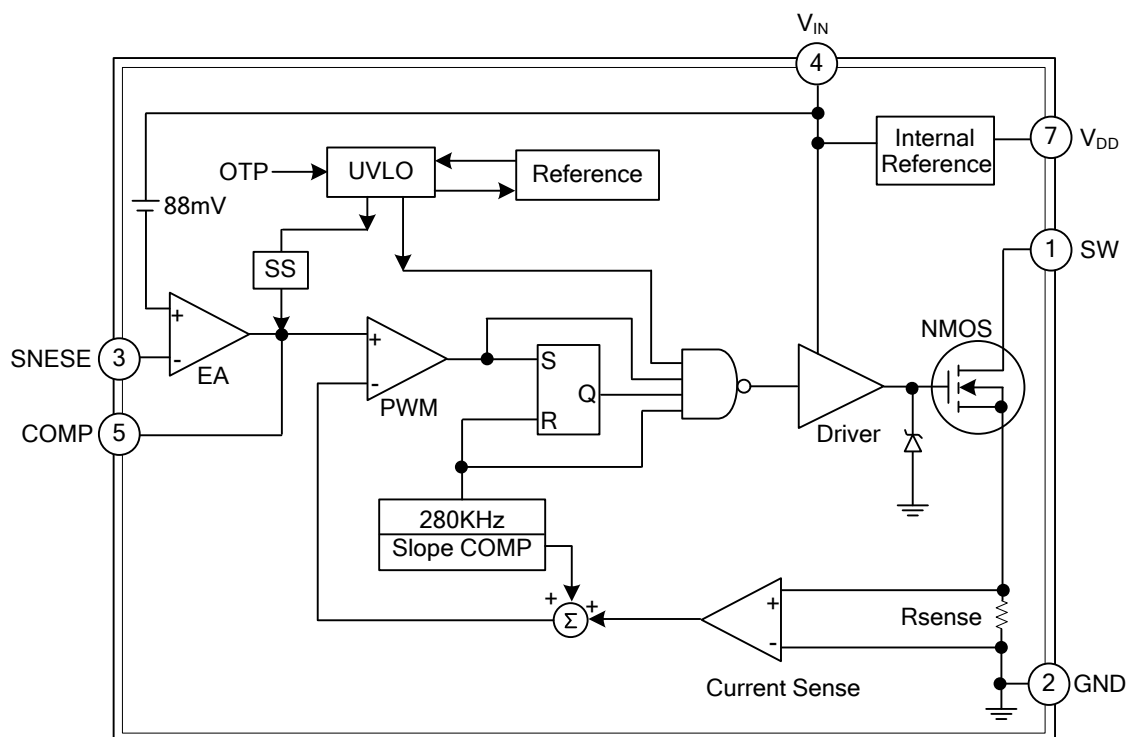 V_IN
4
Internal
Reference
7 V_DD
OTP
UVLO
Reference
88mV
1 SW
SS
NMOS
+
-
EA
SNESE 3
+
-
PWM
S
Q
R
Driver
COMP 5
280KHz
Slope COMP
+
+
Σ
+
-
Rsense
Current Sense
2 GND